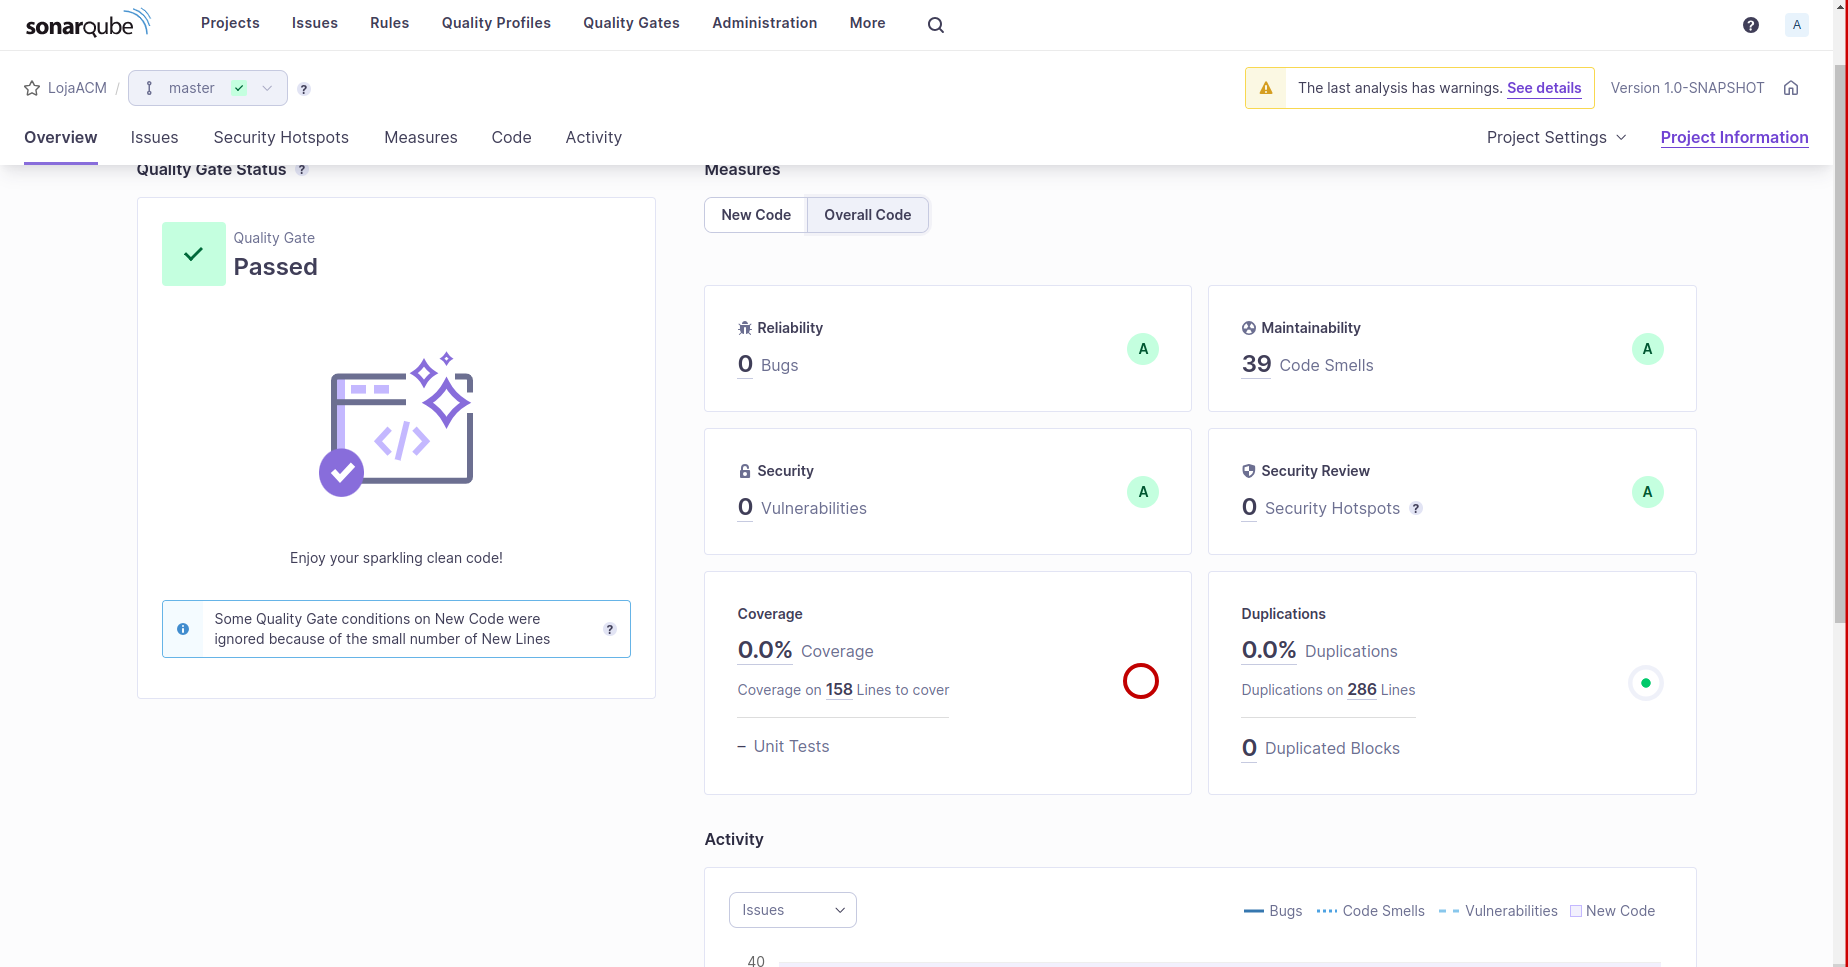 sonarqube Projects Issues Rules Quality Profiles Quality Gates Administration More ? A
LojaACM / master ? The last analysis has warnings. See details Version 1.0-SNAPSHOT
Overview Issues Security Hotspots Measures Code Activity Project Settings Project Information
Quality Gate Status ?
Quality Gate
Passed
Enjoy your sparkling clean code!
Some Quality Gate conditions on New Code were
ignored because of the small number of New Lines ?
Measures
New Code Overall Code
Reliability
0 Bugs A
Maintainability
39 Code Smells A
Security
0 Vulnerabilities A
Security Review
0 Security Hotspots ? A
Coverage
0.0% Coverage
Coverage on 158 Lines to cover
– Unit Tests
Duplications
0.0% Duplications
Duplications on 286 Lines
0 Duplicated Blocks
Activity
Issues Bugs Code Smells Vulnerabilities New Code
40